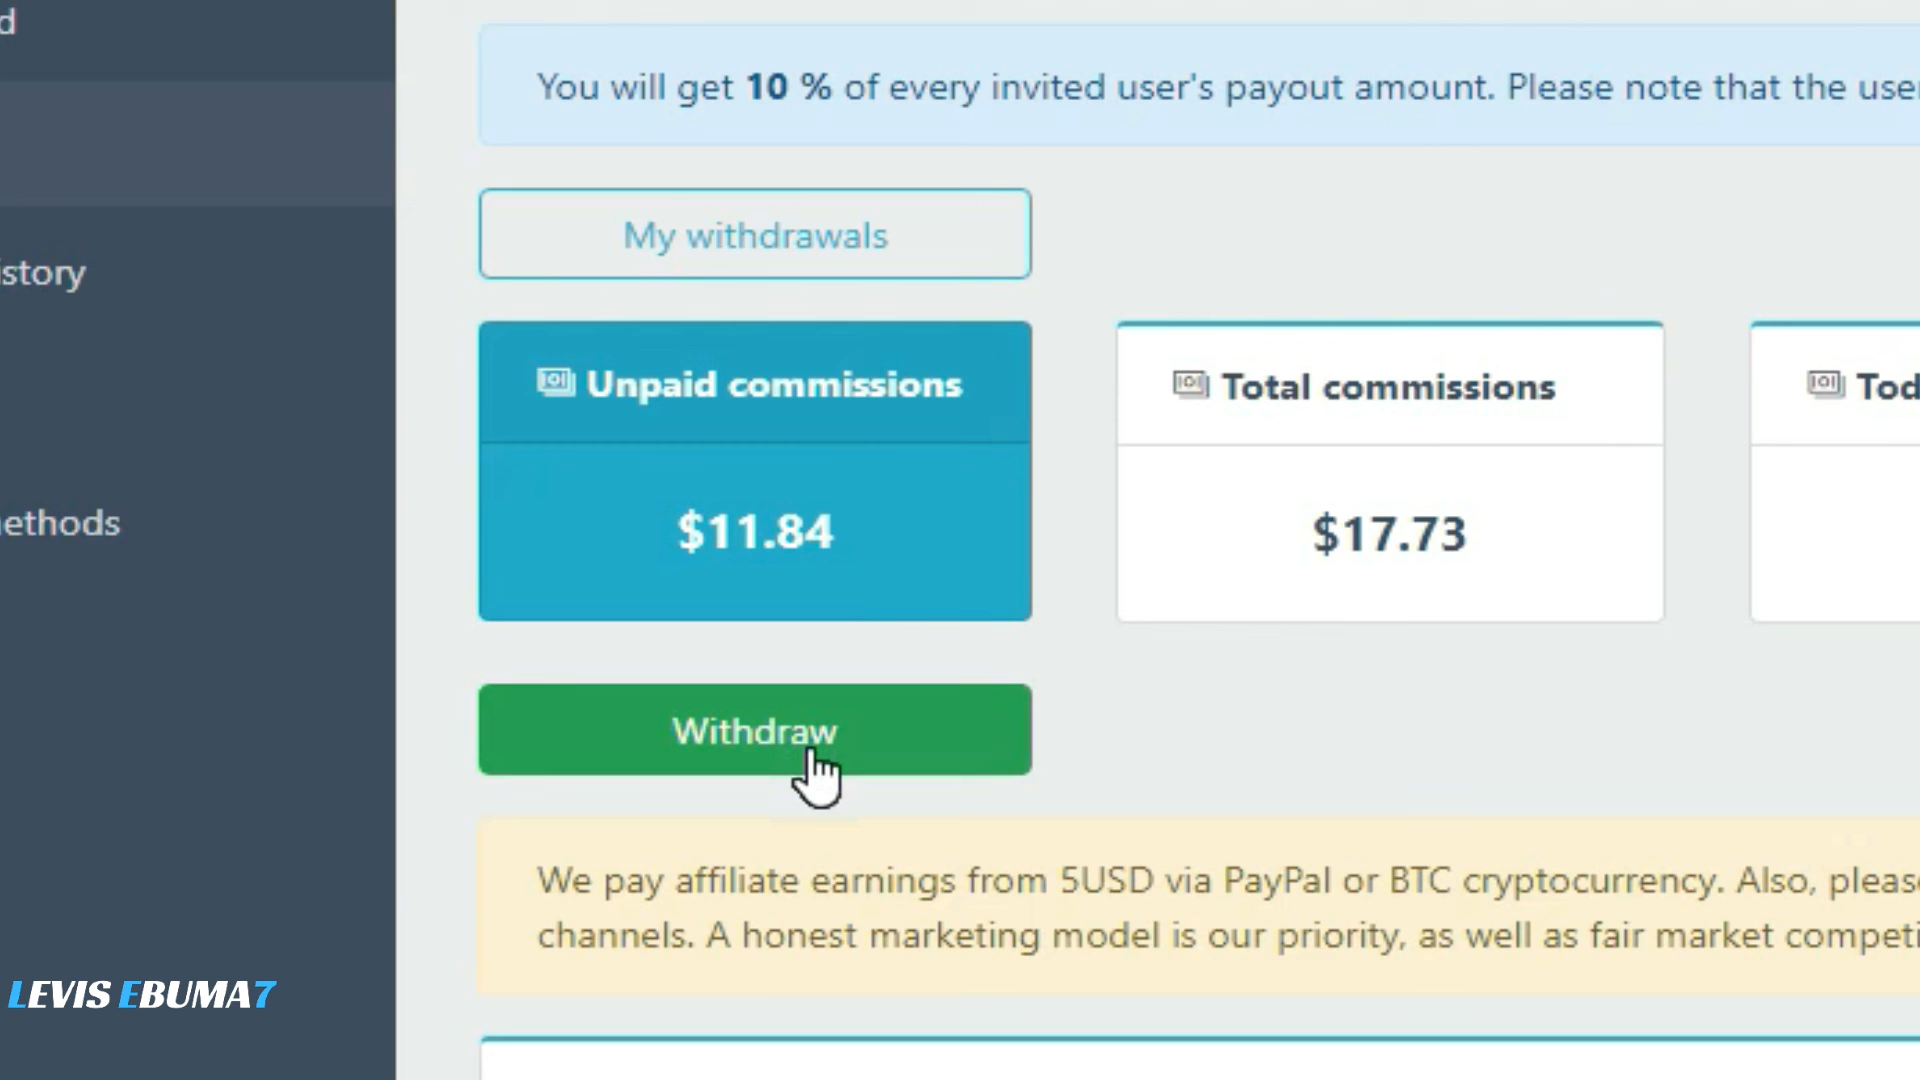 d
You will get 10 % of every invited user's payout amount. Please note that the use
My withdrawals
istory
Unpaid commissions
Total commissions
Tod
$11.84
$17.73
ethods
Withdraw
We pay affiliate earnings from 5USD via PayPal or BTC cryptocurrency. Also, pleas
channels. A honest marketing model is our priority, as well as fair market competi
LEVIS EBUMA7